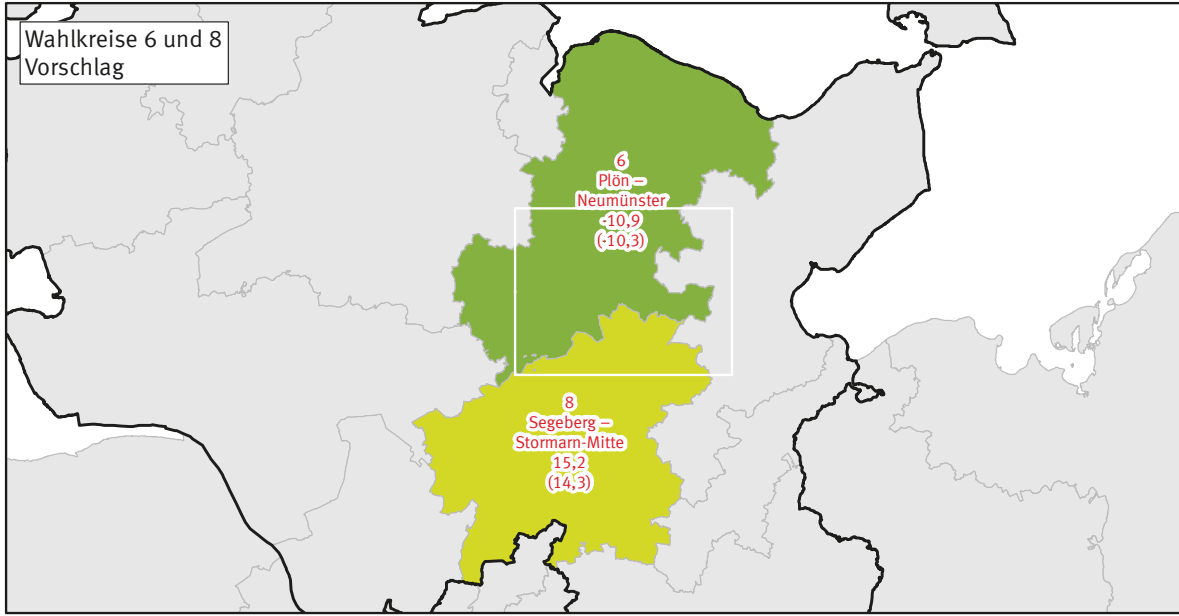 Wahlkreise 6 und 8
Vorschlag
6
Plön –
Neumünster
-10,9
(-10,3)
8
Segeberg –
Stormarn-Mitte
15,2
(14,3)